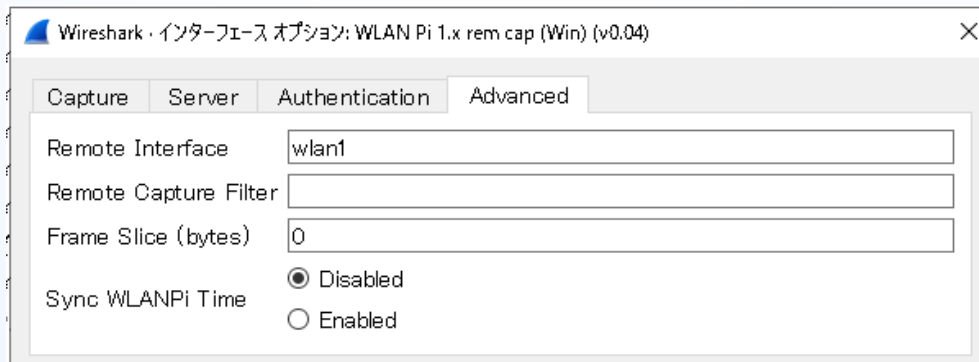 Wireshark · インターフェース オプション: WLAN Pi 1.x rem cap (Win) (v0.04)
Capture Server Authentication Advanced
Remote Interface wlan1
Remote Capture Filter
Frame Slice (bytes) 0
Sync WLANPi Time
Disabled
Enabled